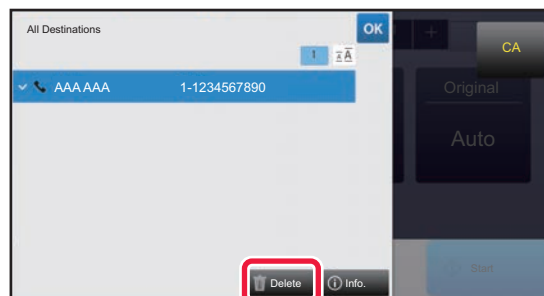 All Destinations
OK
CA
1
AAA AAA 1-1234567890
Original
Auto
Delete
Info.
Start